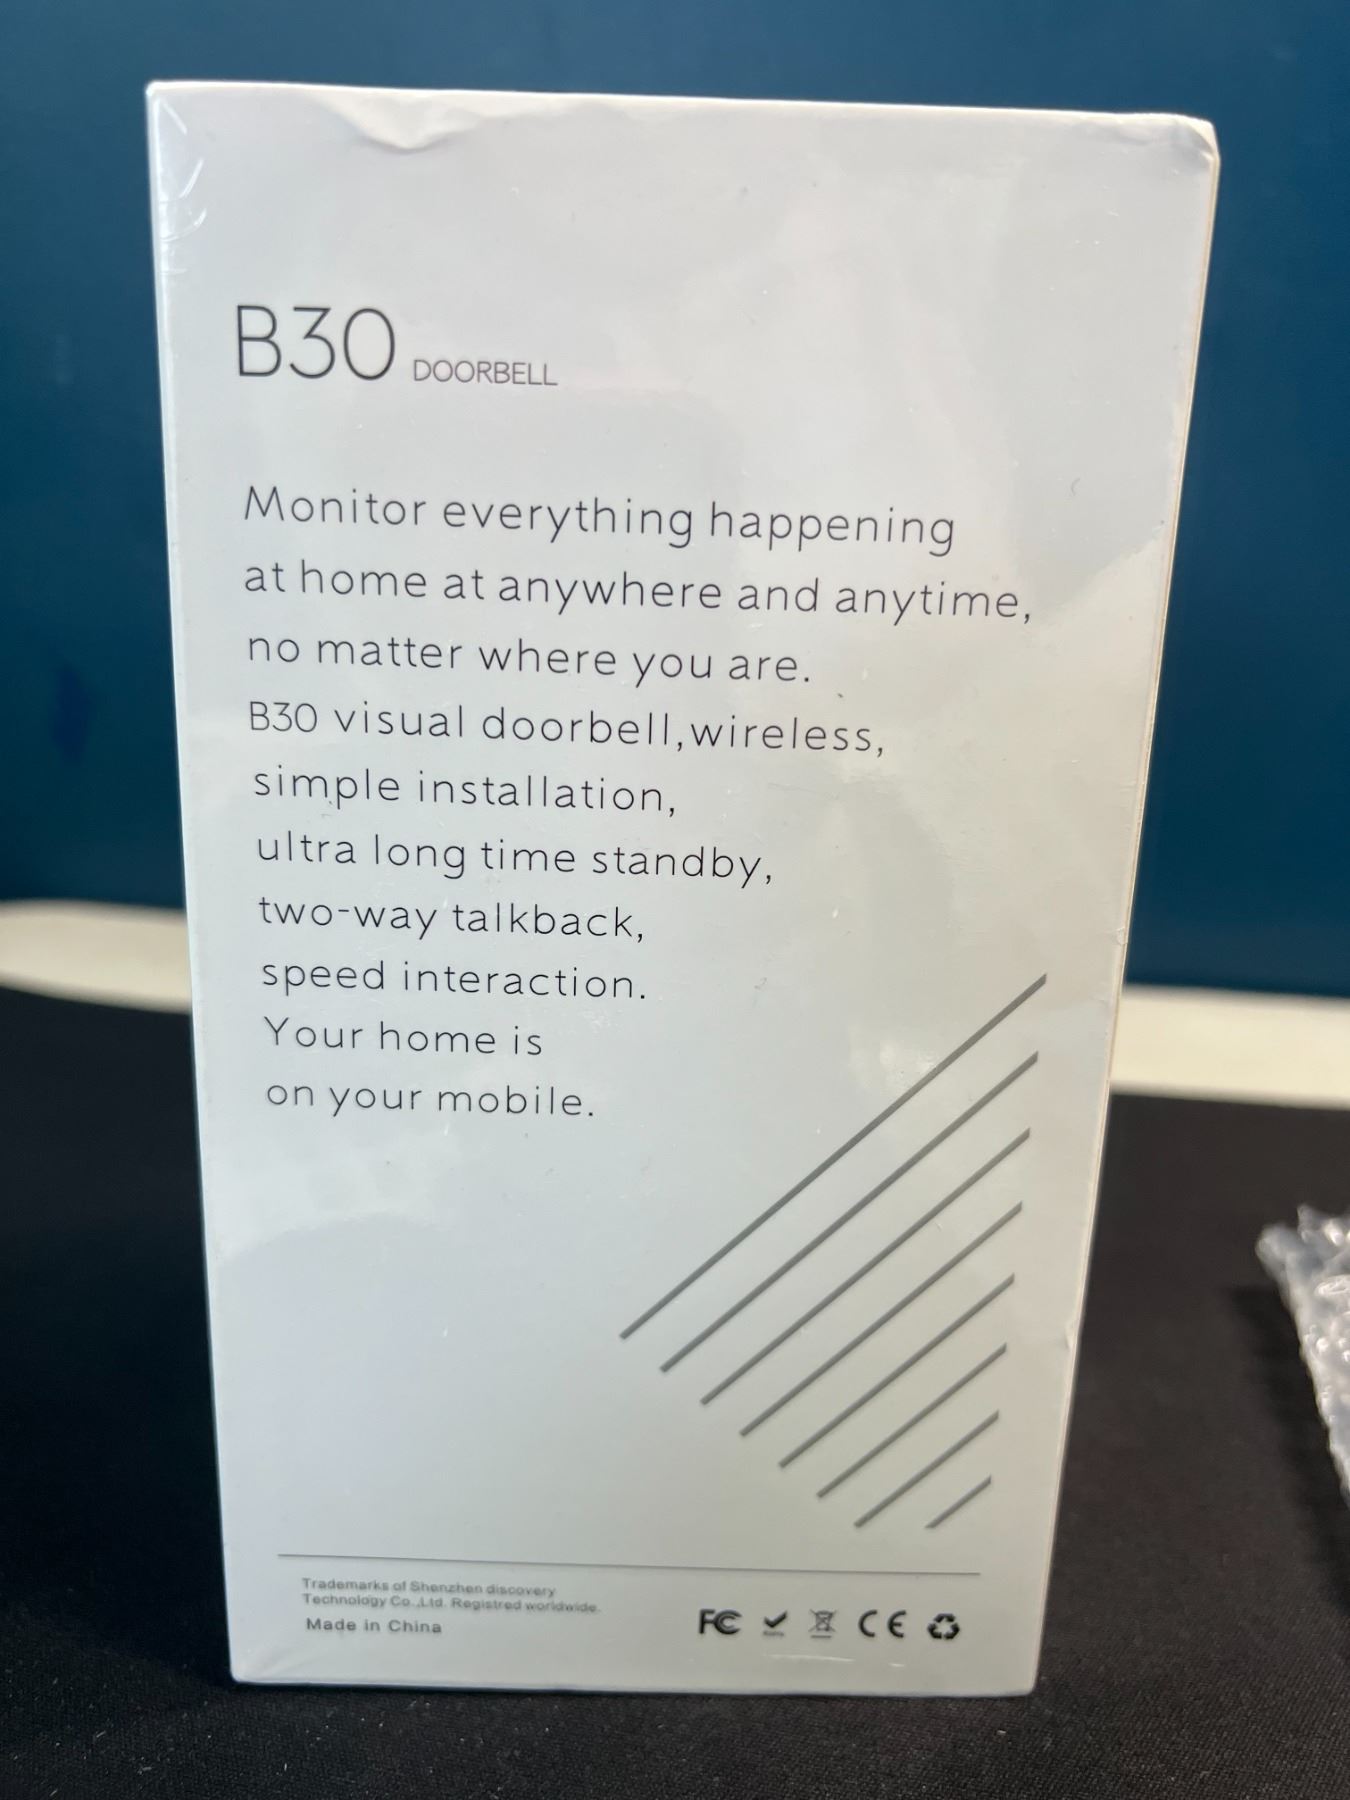 B30 DOORBELL
Monitor everything happening
at home at anywhere and anytime,
no matter where you are.
B30 visual doorbell,wireless,
simple installation,
ultra long time standby,
two-way talkback,
speed interaction.
Your home is
on your mobile.
Trademarks of Shenzhen discovery
Technology Co.,Ltd. Registred worldwide.
Made in China
FC CE